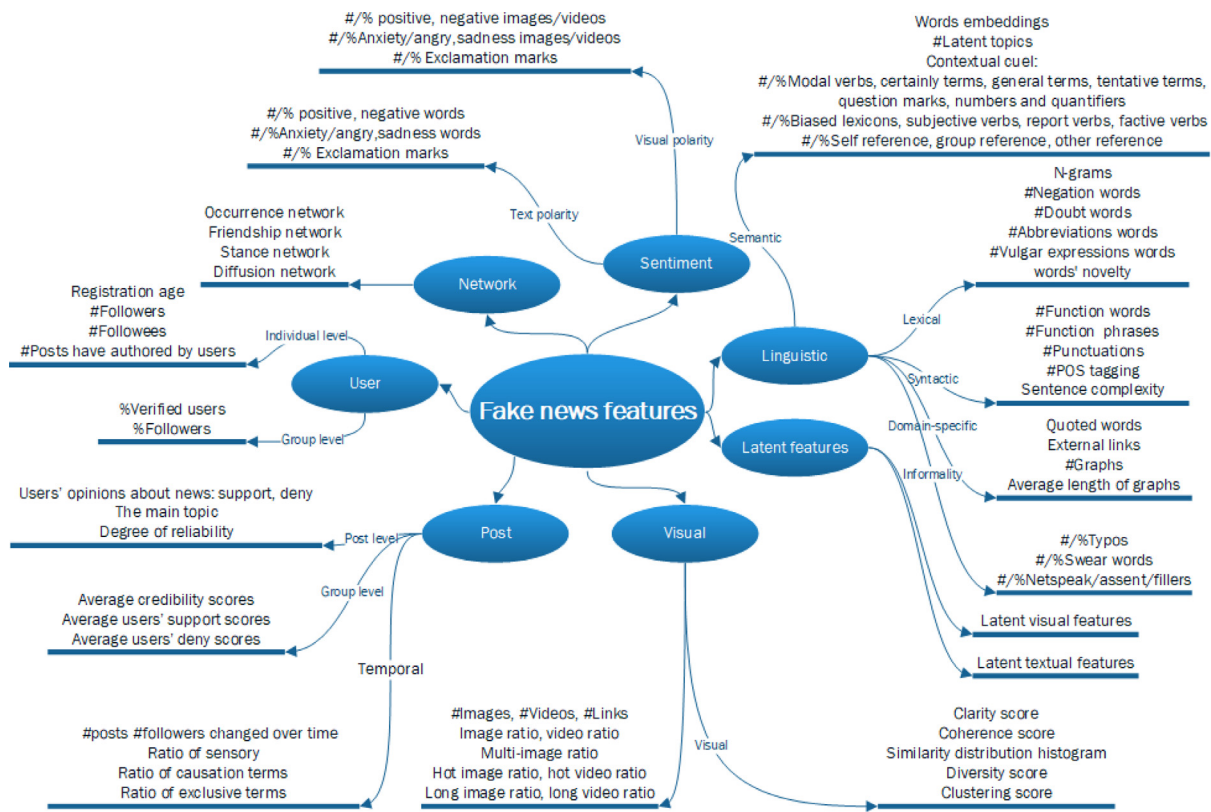 #/% positive, negative images/videos
#/%Anxiety/angry,sadness images/videos
#/% Exclamation marks
Visual polarity
#/% positive, negative words
#/%Anxiety/angry,sadness words
#/% Exclamation marks
Text polarity
Sentiment
Occurrence network
Friendship network
Stance network
Diffusion network
Network
Registration age
#Followers
#Followees
#Posts have authored by users
Individual level
User
%Verified users
%Followers
Group level
Fake news features
Words embeddings
#Latent topics
Contextual cuel:
#/%Modal verbs, certainly terms, general terms, tentative terms,
question marks, numbers and quantifiers
#/%Biased lexicons, subjective verbs, report verbs, factive verbs
#/%Self reference, group reference, other reference
Semantic
N-grams
#Negation words
#Doubt words
#Abbreviations words
#Vulgar expressions words
words' novelty
Lexical
Linguistic
#Function words
#Function phrases
#Punctuations
#POS tagging
Sentence complexity
Syntactic
Quoted words
External links
#Graphs
Average length of graphs
Domain-specific
Informality
#/%Typos
#/%Swear words
#/%Netspeak/assent/fillers
Latent features
Latent visual features
Latent textual features
Users' opinions about news: support, deny
The main topic
Degree of reliability
Post level
Post
Average credibility scores
Average users' support scores
Average users' deny scores
Group level
Temporal
#posts #followers changed over time
Ratio of sensory
Ratio of causation terms
Ratio of exclusive terms
Visual
#Images, #Videos, #Links
Image ratio, video ratio
Multi-image ratio
Hot image ratio, hot video ratio
Long image ratio, long video ratio
Visual
Clarity score
Coherence score
Similarity distribution histogram
Diversity score
Clustering score